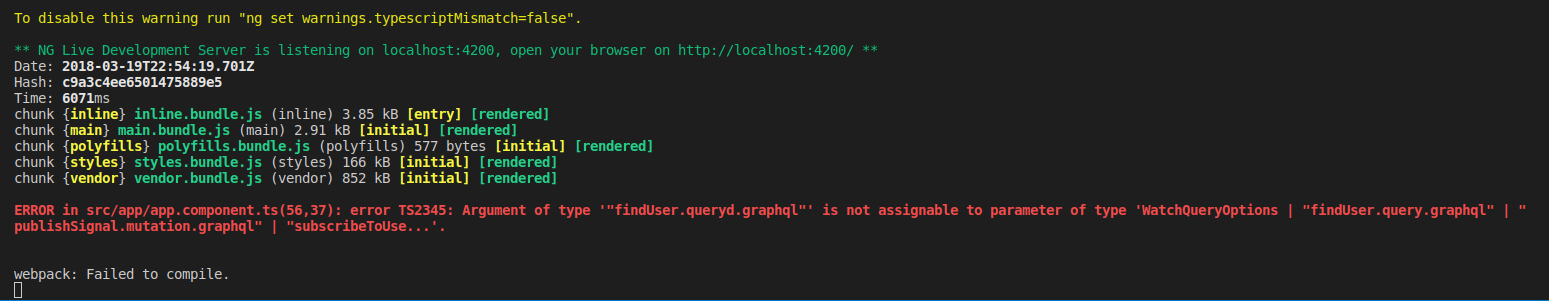 To disable this warning run "ng set warnings.typescriptMismatch=false".
** NG Live Development Server is listening on localhost:4200, open your browser on http://localhost:4200/ **
Date: 2018-03-19T22:54:19.701Z
Hash: c9a3c4ee6501475889e5
Time: 6071ms
chunk {inline} inline.bundle.js (inline) 3.85 kB [entry] [rendered]
chunk {main} main.bundle.js (main) 2.91 kB [initial] [rendered]
chunk {polyfills} polyfills.bundle.js (polyfills) 577 bytes [initial] [rendered]
chunk {styles} styles.bundle.js (styles) 166 kB [initial] [rendered]
chunk {vendor} vendor.bundle.js (vendor) 852 kB [initial] [rendered]
ERROR in src/app/app.component.ts(56,37): error TS2345: Argument of type '"findUser.queryd.graphql"' is not assignable to parameter of type 'WatchQueryOptions | "findUser.query.graphql" | "
publishSignal.mutation.graphql" | "subscribeToUse...'.
webpack: Failed to compile.